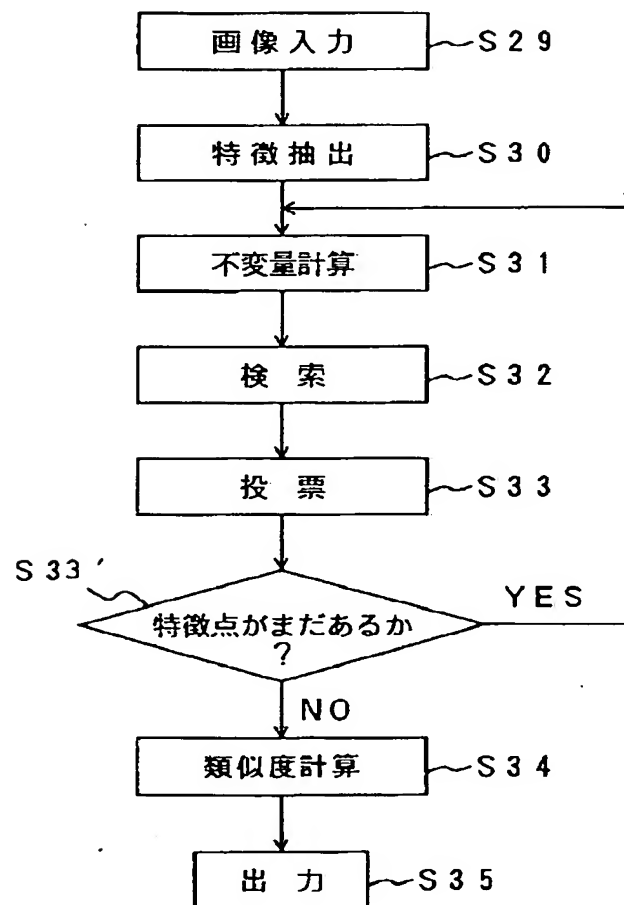 画像入力 S29
特徴抽出 S30
不変量計算 S31
検索 S32
投票 S33
S33'
特徴点がまだあるか
?
YES
NO
類似度計算 S34
出力 S35